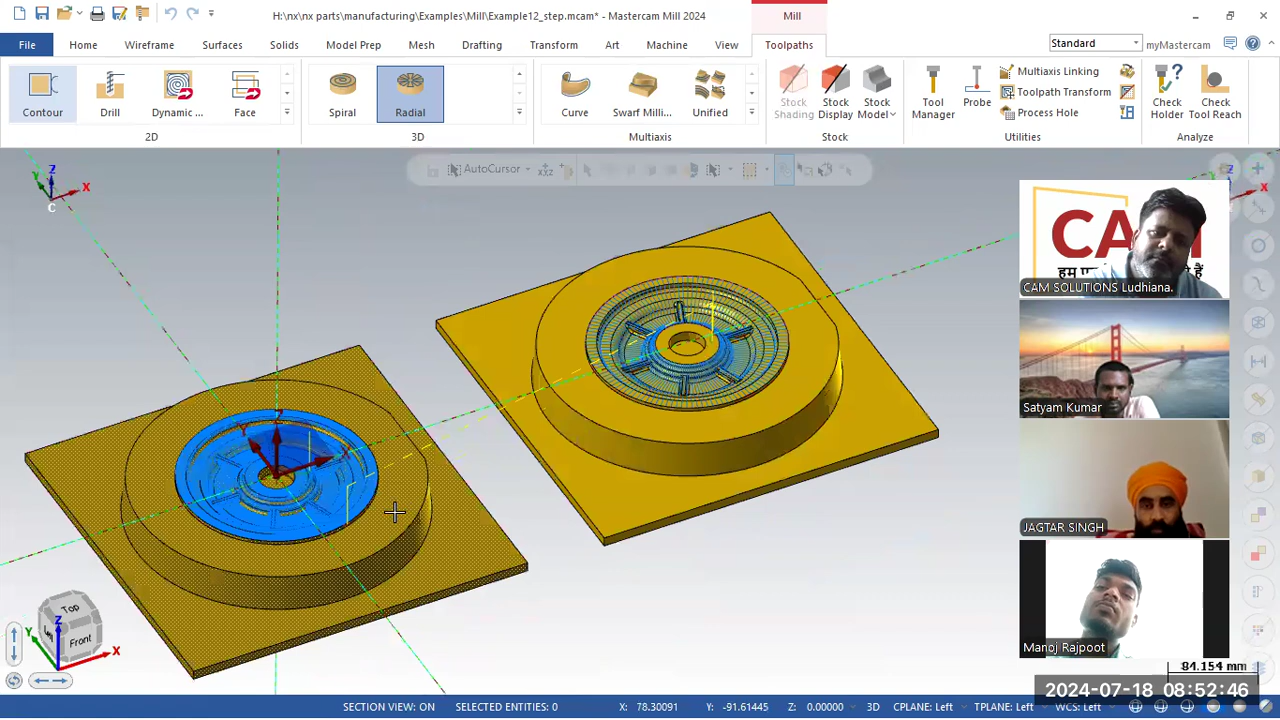 H:\nx\nx parts\manufacturing\Examples\Mill\Example12_step.mcam* - Mastercam Mill 2024
Mill
File
Home
Wireframe
Surfaces
Solids
Model Prep
Mesh
Drafting
Transform
Art
Machine
View
Toolpaths
Standard
myMastercam
Contour
Drill
Dynamic ...
Face
2D
Spiral
Radial
3D
Curve
Swarf Milli...
Unified
Multiaxis
Stock Shading
Stock Display
Stock Model
Stock
Tool Manager
Probe
Multiaxis Linking
Toolpath Transform
Process Hole
Utilities
Check Holder
Check Tool Reach
Analyze
AutoCursor
Z
Y
X
C
Z
X
CA
CAM SOLUTIONS Ludhiana.
Satyam Kumar
JAGTAR SINGH
Manoj Rajpoot
Y
X
Top
Front
Z
Y
X
84.154 mm
2024-07-18 08:52:46
SECTION VIEW: ON
SELECTED ENTITIES: 0
X: 78.30091
Y: -91.61445
Z: 0.00000
3D
CPLANE: Left
TPLANE: Left
WCS: Left